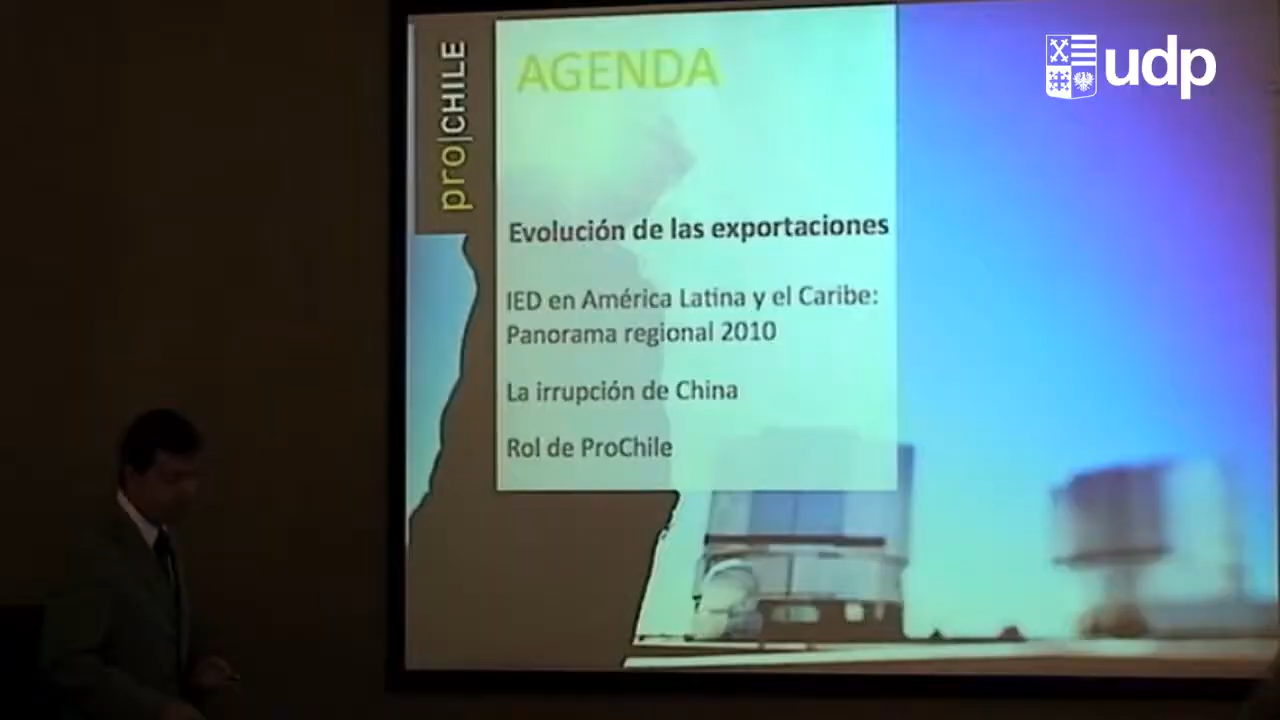 pro|CHILE
AGENDA
udp
Evolución de las exportaciones
IED en América Latina y el Caribe:
Panorama regional 2010
La irrupción de China
Rol de ProChile